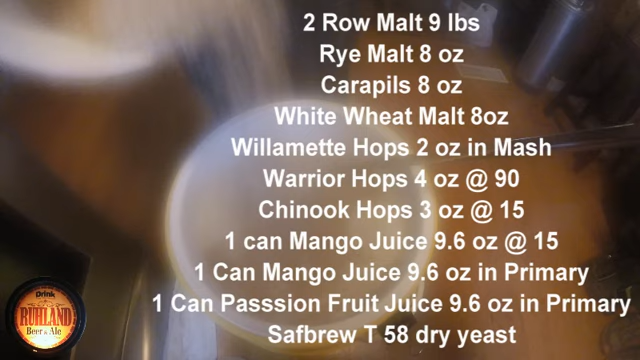 2 Row Malt 9 lbs
Rye Malt 8 oz
Carapils 8 oz
White Wheat Malt 8oz
Willamette Hops 2 oz in Mash
Warrior Hops 4 oz @ 90
Chinook Hops 3 oz @ 15
1 can Mango Juice 9.6 oz @ 15
1 Can Mango Juice 9.6 oz in Primary
1 Can Passsion Fruit Juice 9.6 oz in Primary
Safbrew T 58 dry yeast
Drink
RUHLAND
Beer & Ale